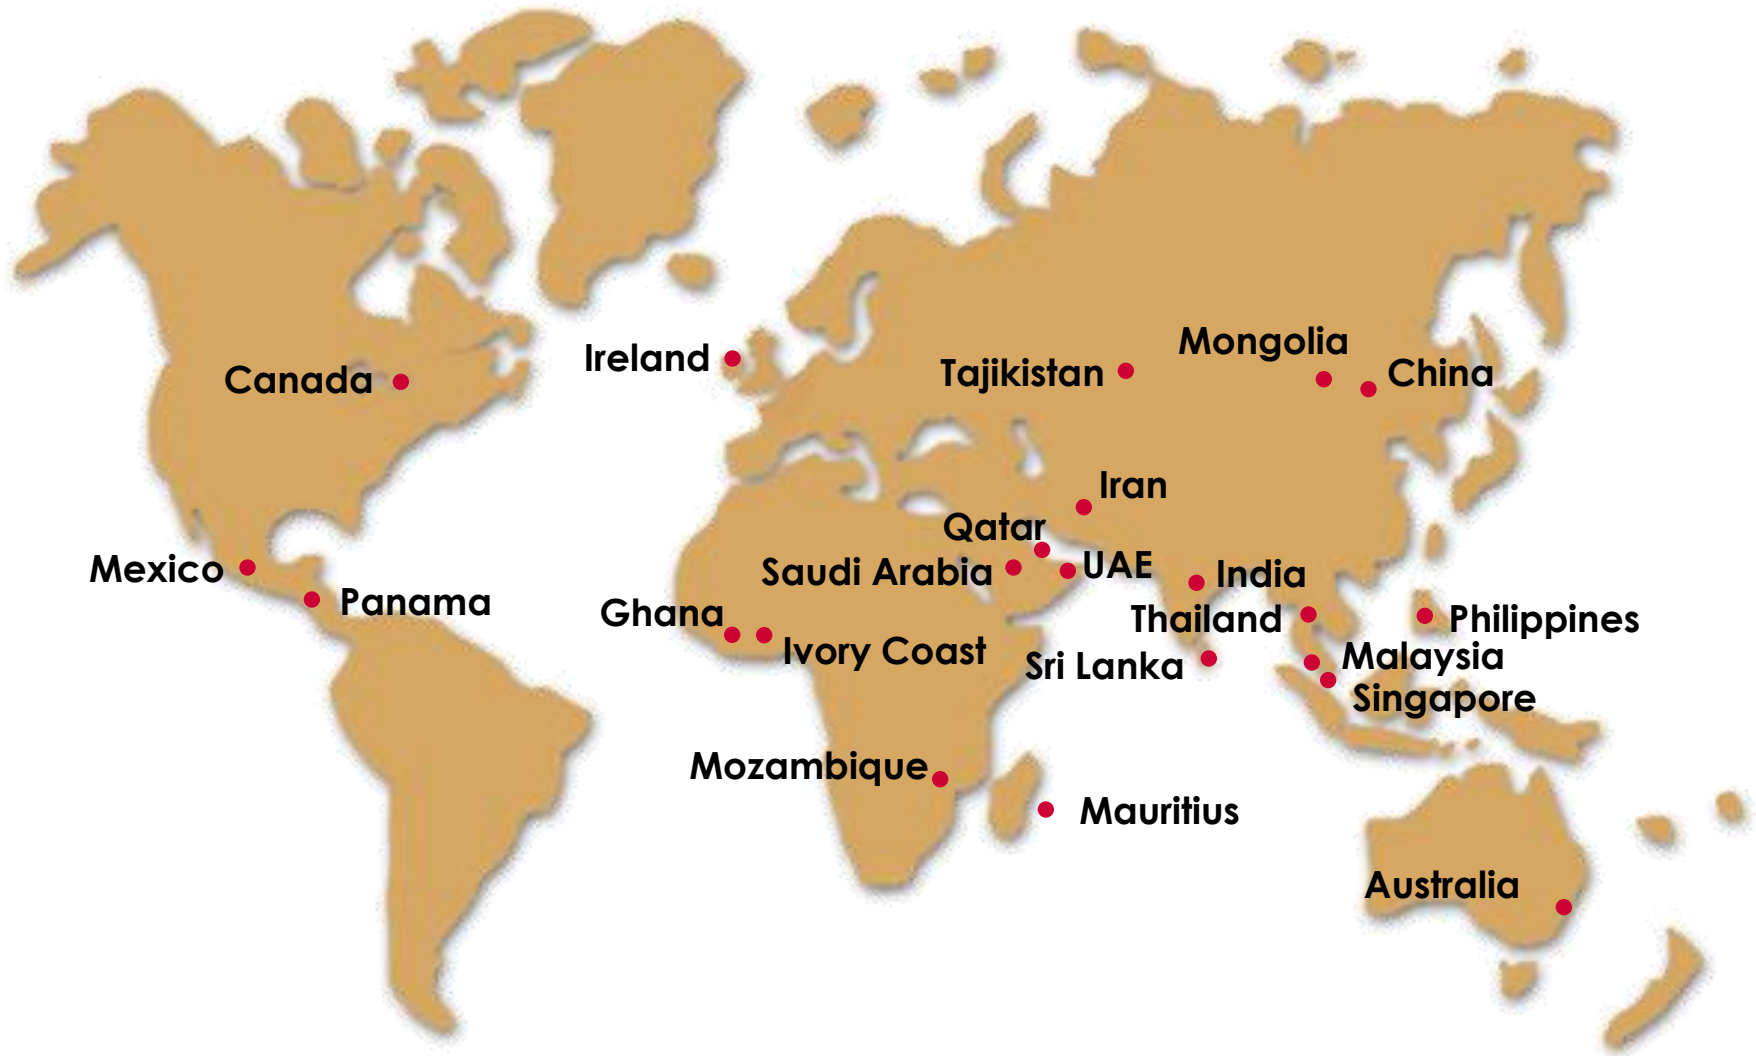 Mongolia
Ireland
Tajikistan
China
Canada
Iran
Qatar
Mexico
Saudi Arabia
UAE
India
Panama
Ghana
Thailand
Philippines
Ivory Coast
Sri Lanka
Malaysia
Singapore
Mozambique
Mauritius
Australia